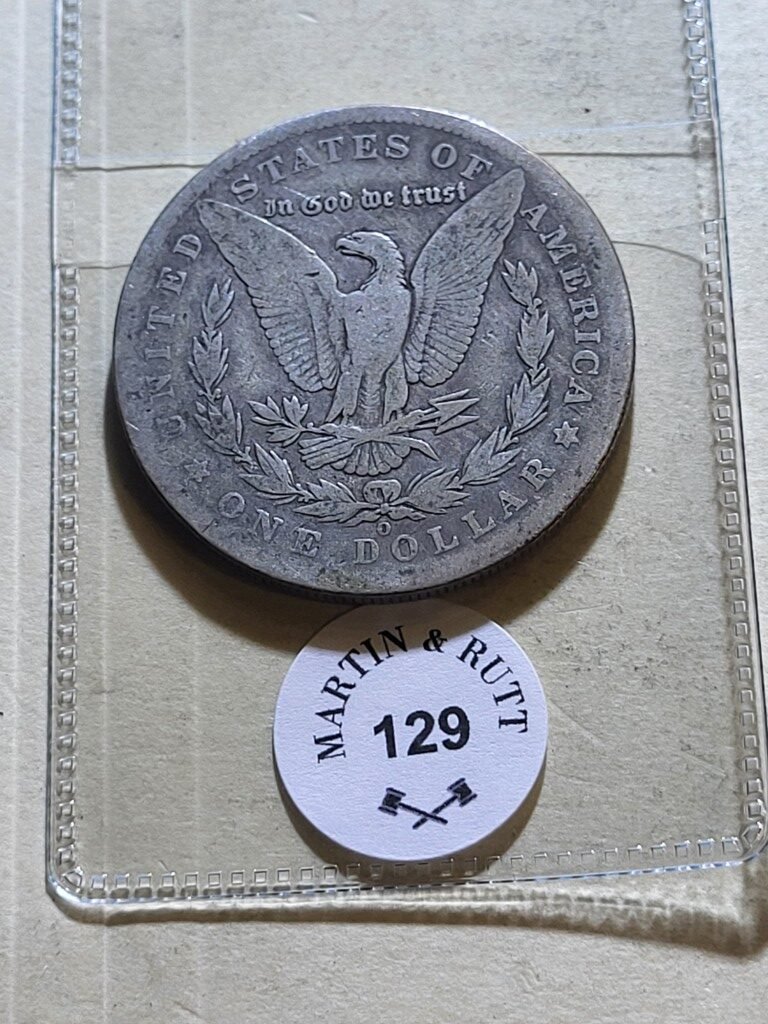 UNITED STATES OF AMERICA
In God we trust
O
ONE DOLLAR
MARTIN & RUTT
129